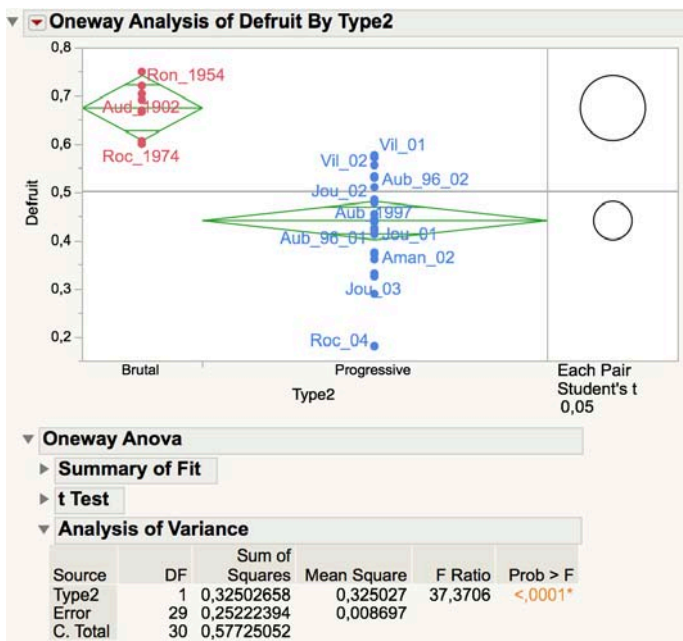 Oneway Analysis of Defruit By Type2
0,8
0,7
0,6
0,5
0,4
0,3
0,2
Defruit
Ron_1954
Aud_1902
Roc_1974
Vil_01
Vil_02
Aub_96_02
Jou_02
Aub_1997
Aub_96_01
Jou_01
Aman_02
Jou_03
Roc_04
Brutal
Progressive
Type2
Each Pair
Student's t
0,05
Oneway Anova
Summary of Fit
t Test
Analysis of Variance
Sum of
Source DF Squares Mean Square F Ratio Prob > F
Type2 1 0,32502658 0,325027 37,3706 <,0001*
Error 29 0,25222394 0,008697
C. Total 30 0,57725052